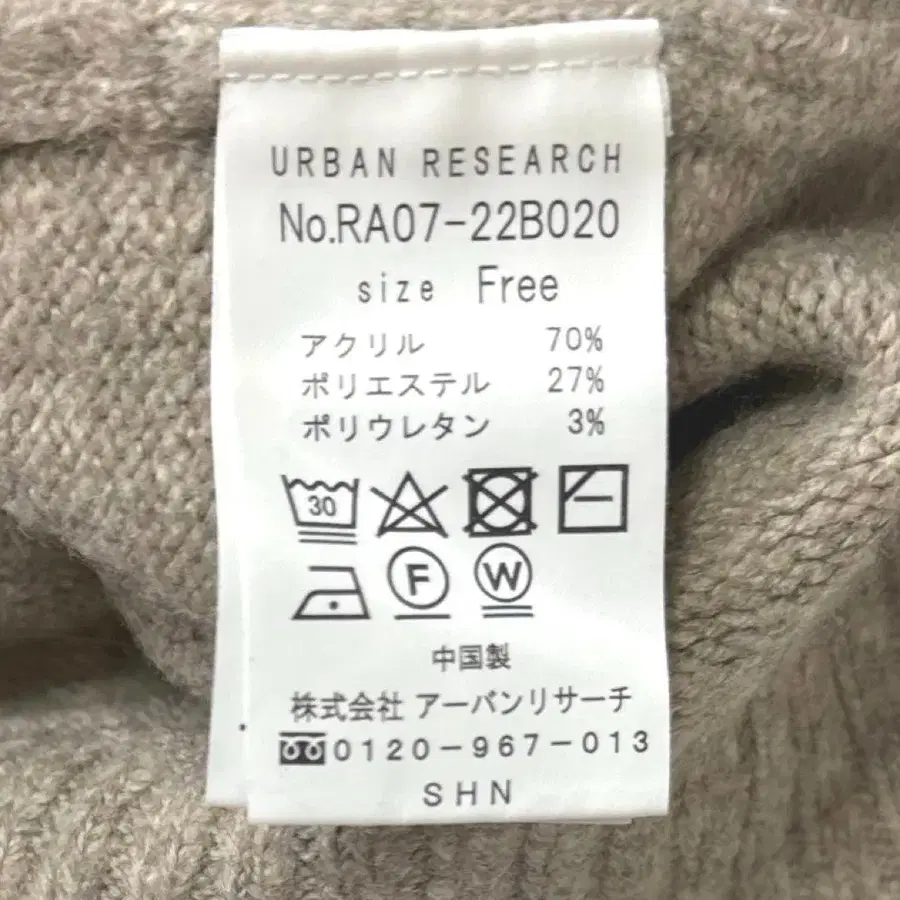 URBAN RESEARCH
No.RA07-22B020
size Free
アクリル 70%
ポリエステル 27%
ポリウレタン 3%
30
F W
中国製
株式会社 アーバンリサーチ
0120-967-013
SHN